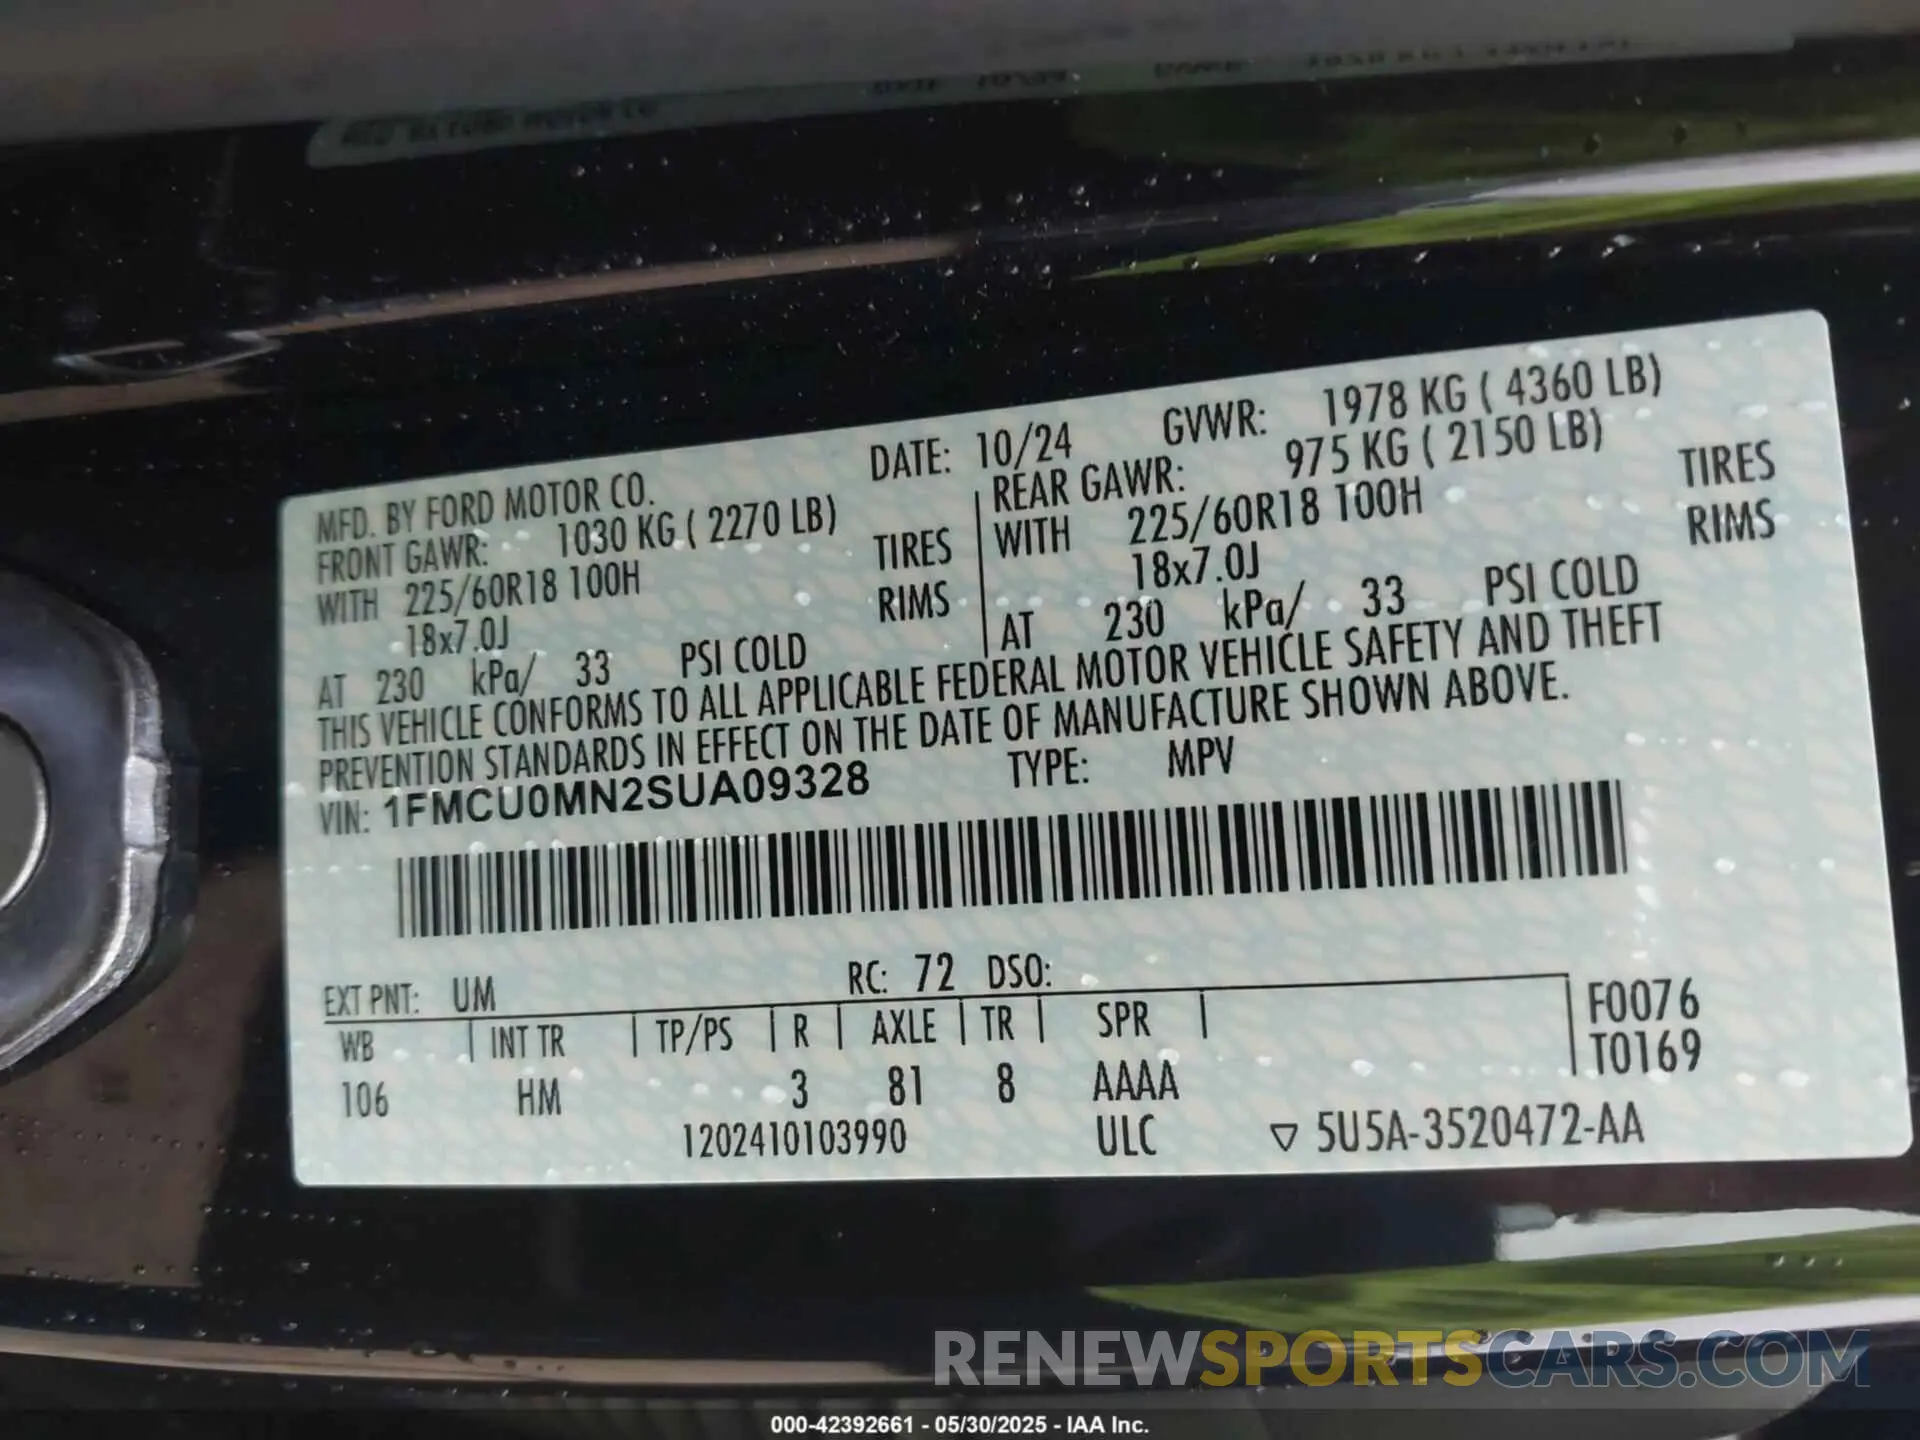 MFD. BY FORD MOTOR CO. DATE: 10/24 GVWR: 1978 KG ( 4360 LB)
FRONT GAWR: 1030 KG ( 2270 LB) REAR GAWR: 975 KG ( 2150 LB)
WITH 225/60R18 100H TIRES WITH 225/60R18 100H TIRES
18x7.0J RIMS 18x7.0J RIMS
AT 230 kPa/ 33 PSI COLD AT 230 kPa/ 33 PSI COLD
THIS VEHICLE CONFORMS TO ALL APPLICABLE FEDERAL MOTOR VEHICLE SAFETY AND THEFT
PREVENTION STANDARDS IN EFFECT ON THE DATE OF MANUFACTURE SHOWN ABOVE.
VIN: 1FMCU0MN2SUA09328 TYPE: MPV
EXT PNT: UM RC: 72 DSO:
WB INT TR TP/PS R AXLE TR SPR F0076
T0169
106 HM 3 81 8 AAAA
1202410103990 ULC ▽ 5U5A-3520472-AA
RENEWSPORTSCARS.COM
000-42392661 - 05/30/2025 - IAA Inc.